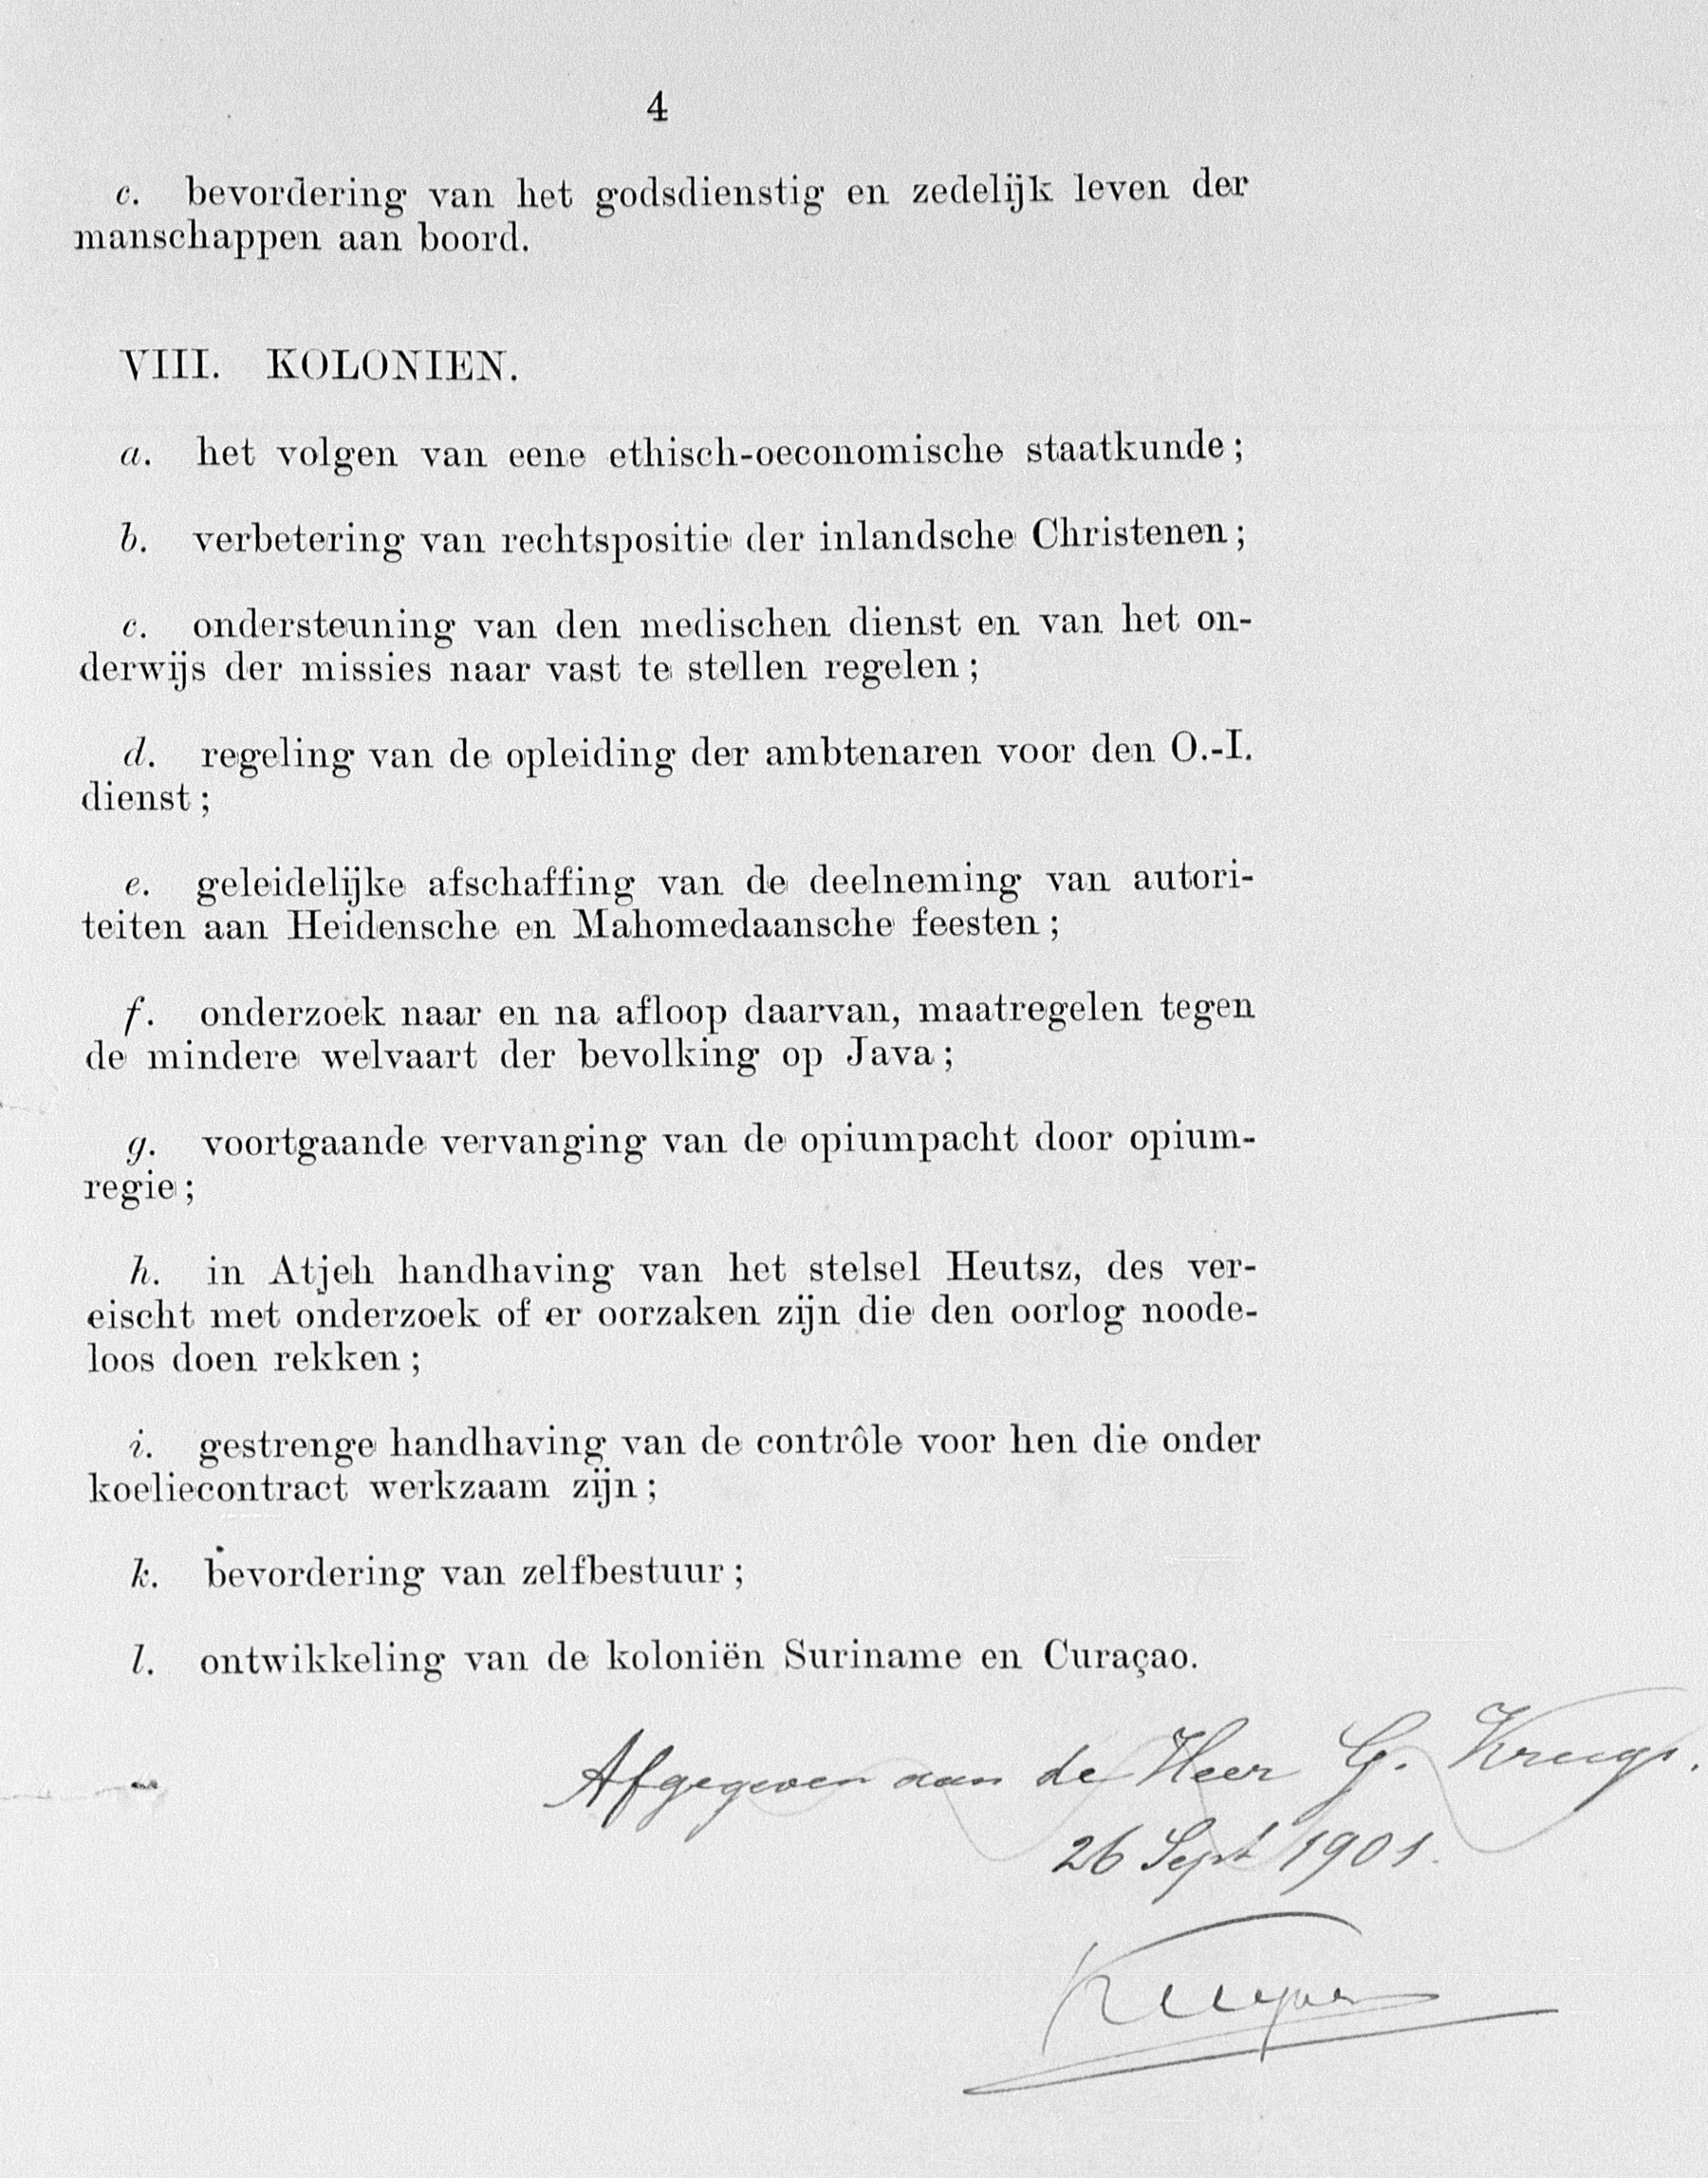 4
c. bevordering van het godsdienstig en zedelijk leven der
manschappen aan boord.
VIII. KOLONIEN.
a. het volgen van eene ethisch-oeconomische staatkunde;
b. verbetering van rechtspositie der inlandsche Christenen;
c. ondersteuning van den medischen dienst en van het on-
derwijs der missies naar vast te stellen regelen;
d. regeling van de opleiding der ambtenaren voor den O.-I.
dienst;
e. geleidelijke afschaffing van de deelneming van autori-
teiten aan Heidensche en Mahomedaansche feesten;
f. onderzoek naar en na afloop daarvan, maatregelen tegen
de mindere welvaart der bevolking op Java;
g. voortgaande vervanging van de opiumpacht door opium-
regie;
h. in Atjeh handhaving van het stelsel Heutsz, des ver-
eischt met onderzoek of er oorzaken zijn die den oorlog noode-
loos doen rekken;
i. gestrenge handhaving van de contrôle voor hen die onder
koeliecontract werkzaam zijn;
k. bevordering van zelfbestuur;
l. ontwikkeling van de koloniën Suriname en Curaçao.
Afgegeven aan de Heer G.
26 Sept 1901.
Kuyper